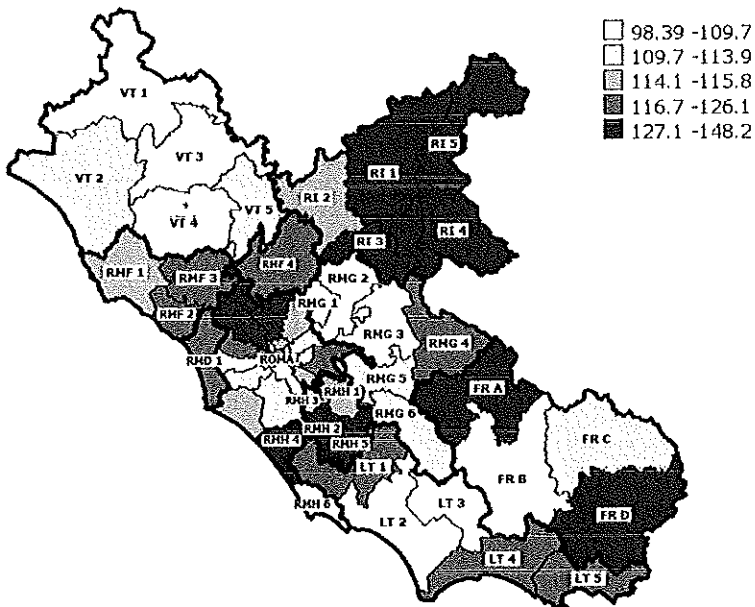 98.39 -109.7
109.7 -113.9
114.1 -115.8
116.7 -126.1
127.1 -148.2
VT 1
RI 5
VT 3
RI 1
VT 2
RI 2
VT 5
VT 4
RI 4
RI 3
RMF 4
RMF 1
RMF 3
RMG 2
RMG 1
RMF 2
RMG 3
RMG 4
RMD 1
ROMA
RMG 5
FR A
RMH 1
RMH 3
RMG 6
RMH 2
RMH 4
RMH 5
FR C
LT 1
FR B
RMH 6
LT 3
LT 2
FR D
LT 4
LT 5